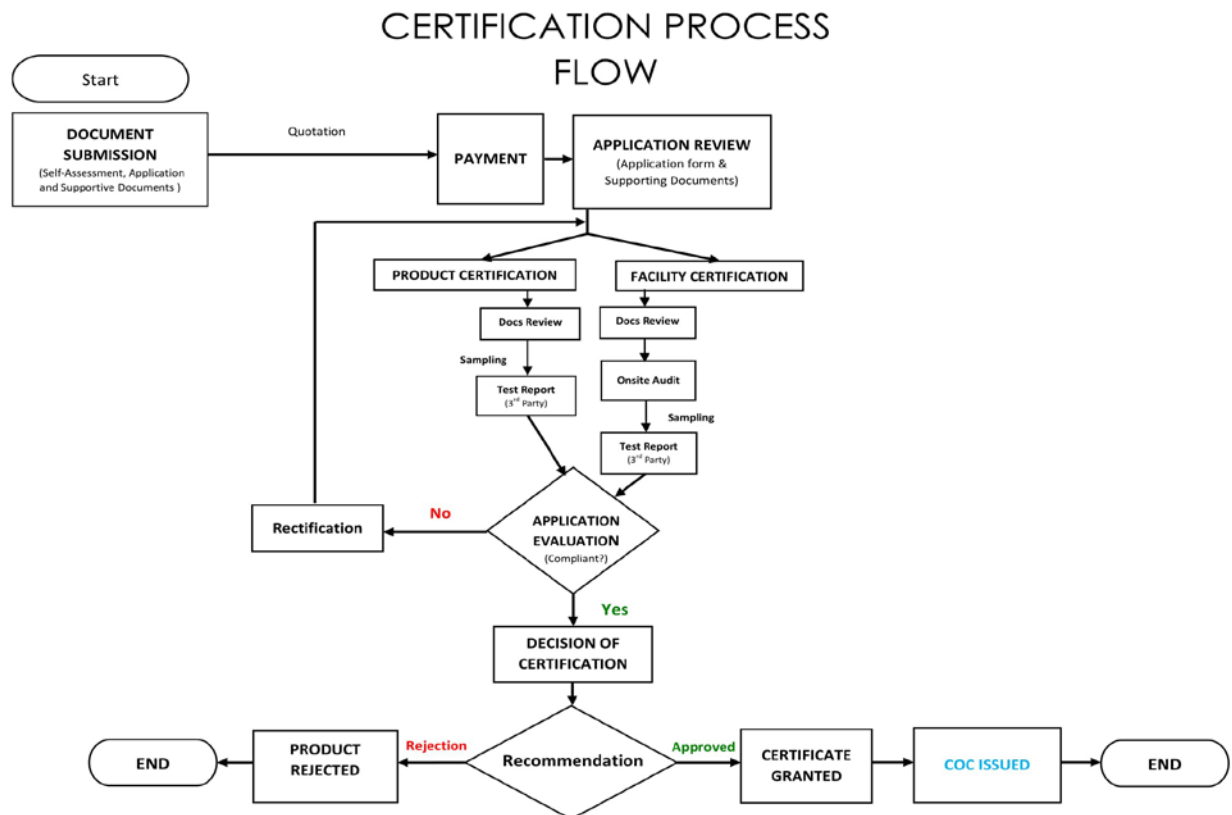 CERTIFICATION PROCESS
FLOW
Start
DOCUMENT
SUBMISSION
(Self-Assessment, Application
and Supportive Documents )
Quotation
PAYMENT
APPLICATION REVIEW
(Application form &
Supporting Documents)
PRODUCT CERTIFICATION
FACILITY CERTIFICATION
Docs Review
Docs Review
Sampling
Onsite Audit
Test Report
(3rd Party)
Sampling
Test Report
(3rd Party)
Rectification
No
APPLICATION
EVALUATION
(Compliant?)
Yes
DECISION OF
CERTIFICATION
END
PRODUCT
REJECTED
Rejection
Recommendation
Approved
CERTIFICATE
GRANTED
COC ISSUED
END